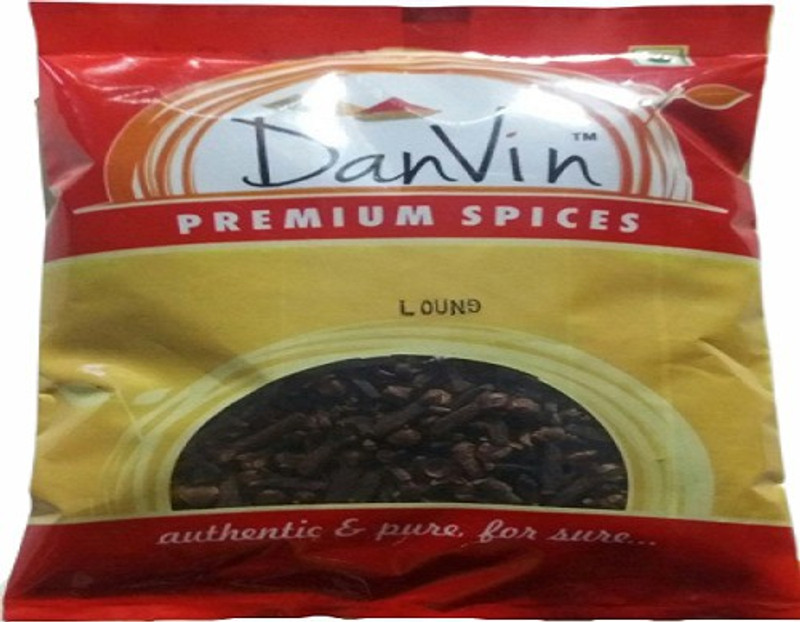 DanVin™
PREMIUM SPICES
LOUNG
authentic & pure, for sure...